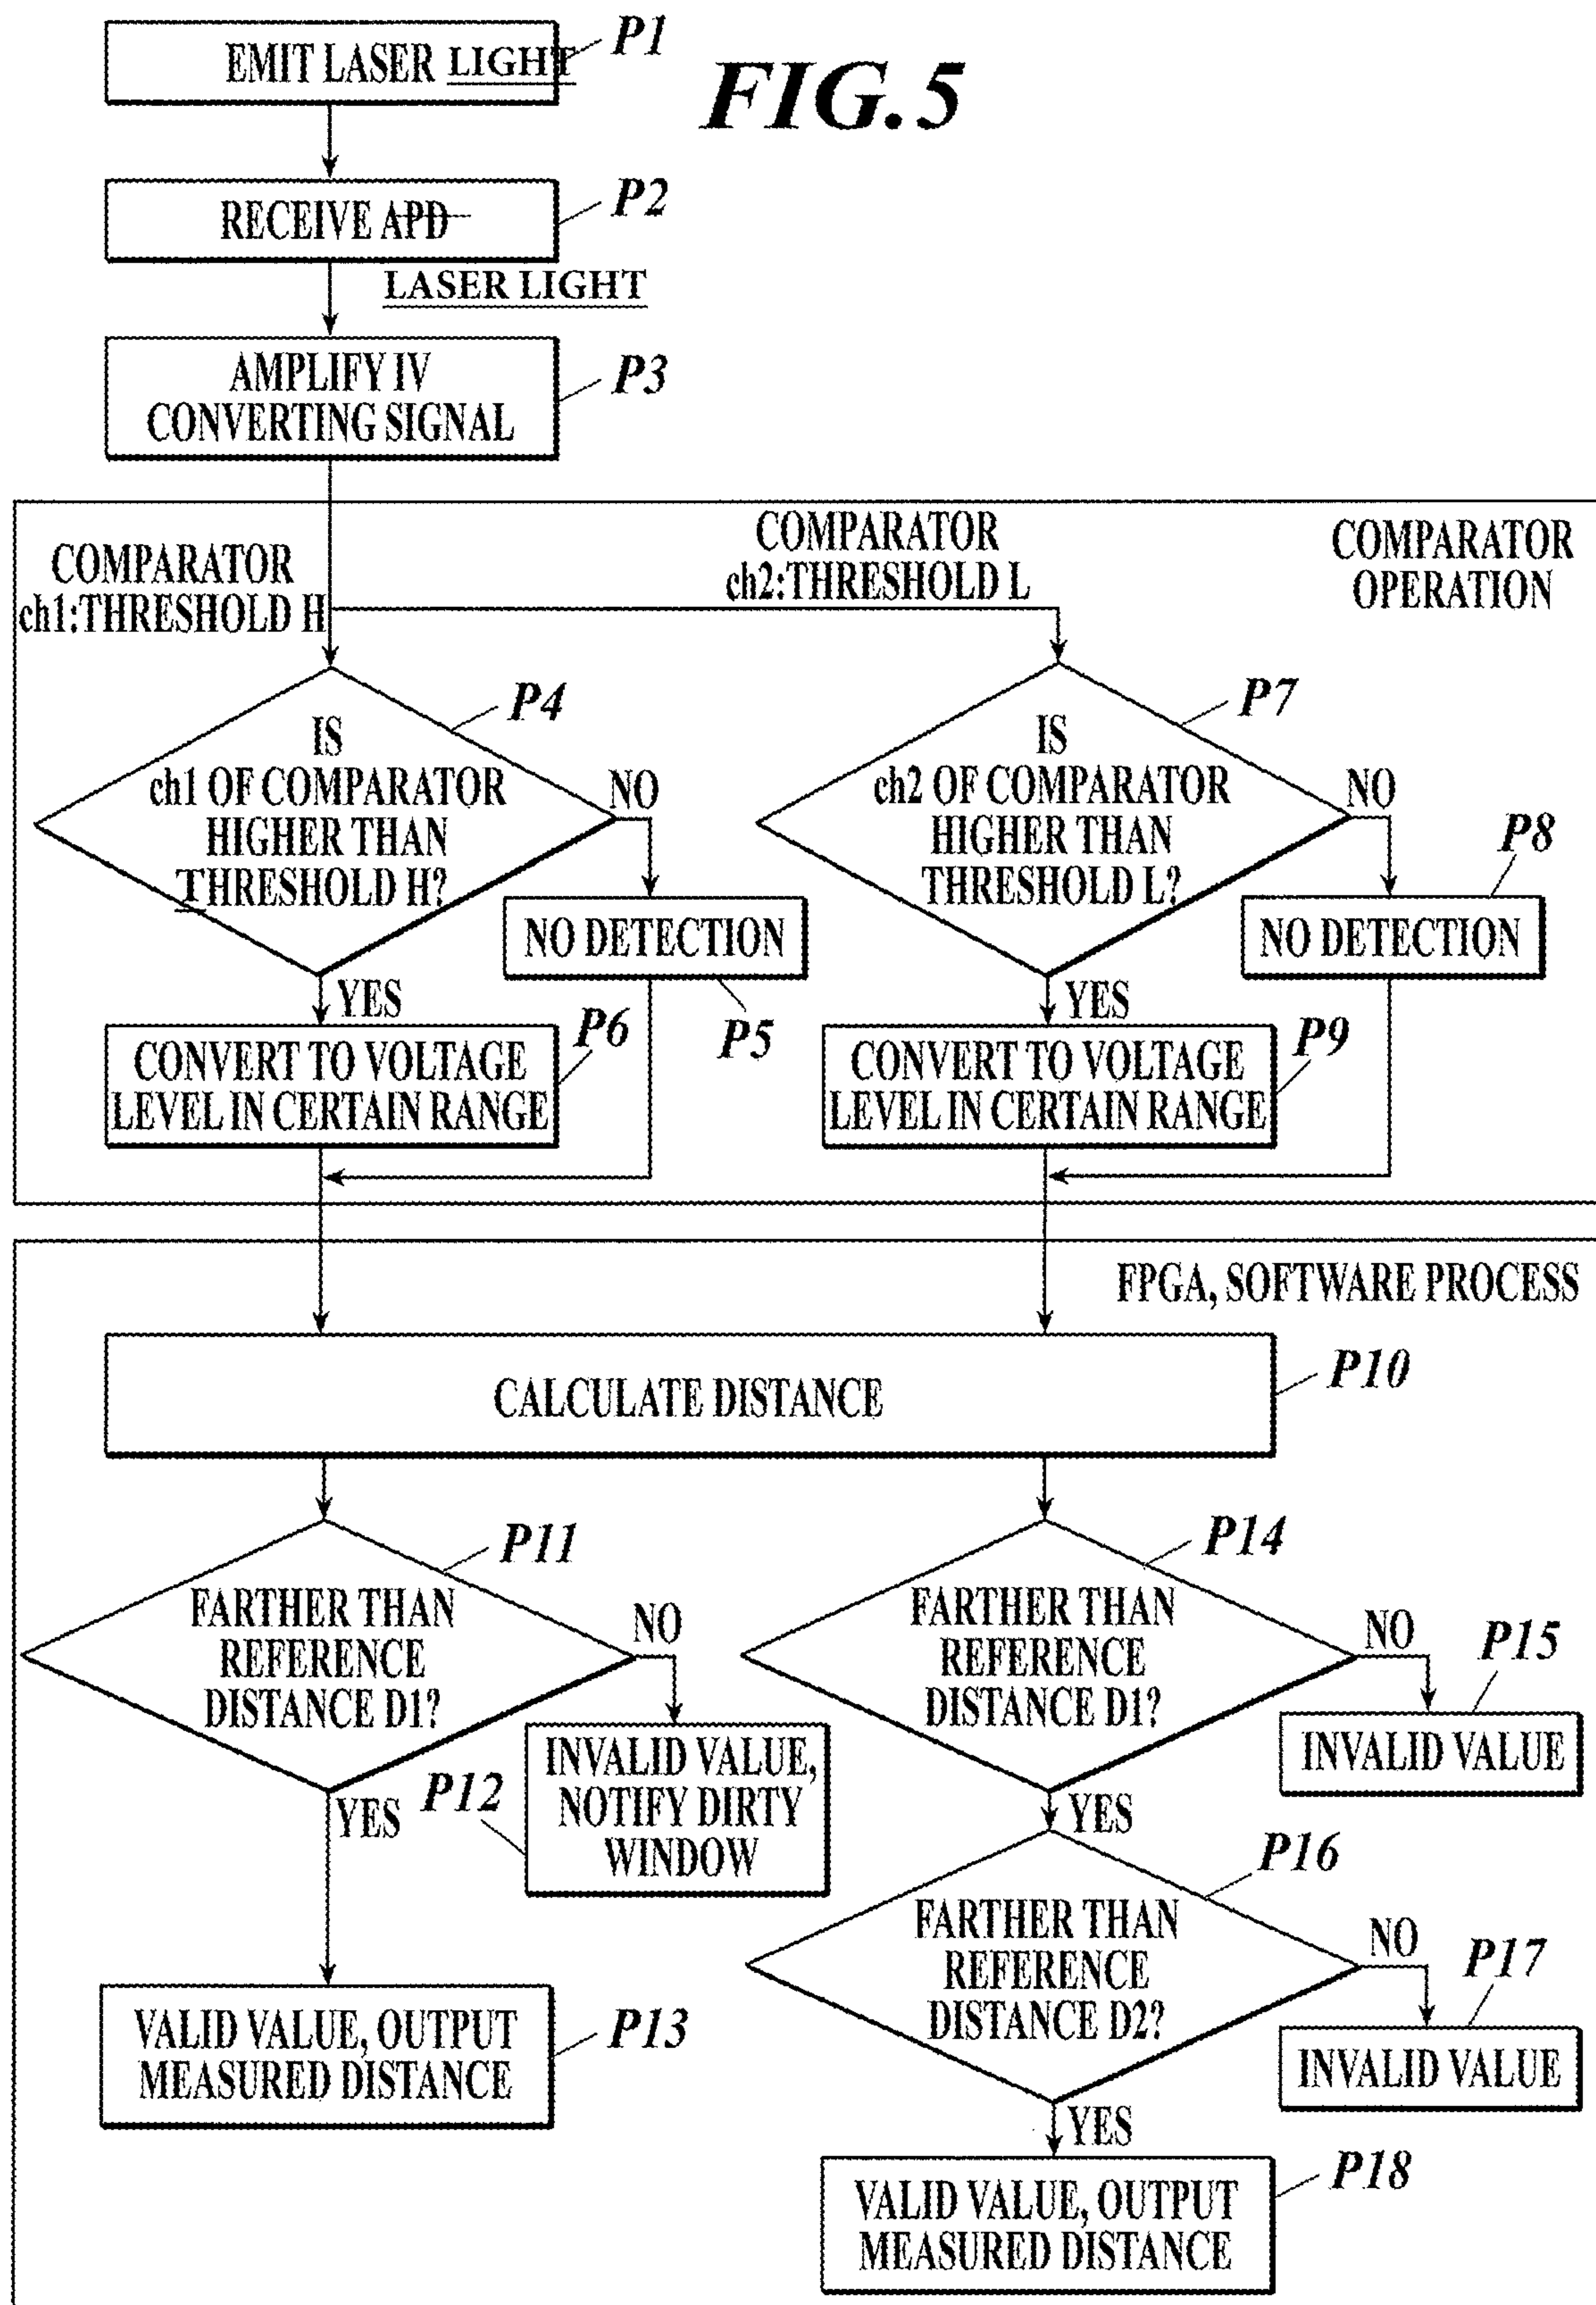 EMIT LASER LIGHT
P1
FIG.5
RECEIVE APD
P2
LASER LIGHT
AMPLIFY IV
CONVERTING SIGNAL
P3
COMPARATOR
ch1:THRESHOLD H
COMPARATOR
ch2:THRESHOLD L
COMPARATOR
OPERATION
P4
IS
ch1 OF COMPARATOR
HIGHER THAN
THRESHOLD H?
NO
NO DETECTION
P5
YES
CONVERT TO VOLTAGE
LEVEL IN CERTAIN RANGE
P6
P7
IS
ch2 OF COMPARATOR
HIGHER THAN
THRESHOLD L?
NO
P8
NO DETECTION
YES
CONVERT TO VOLTAGE
LEVEL IN CERTAIN RANGE
P9
FPGA, SOFTWARE PROCESS
CALCULATE DISTANCE
P10
P11
FARTHER THAN
REFERENCE
DISTANCE D1?
NO
P12
INVALID VALUE,
NOTIFY DIRTY
WINDOW
YES
VALID VALUE, OUTPUT
MEASURED DISTANCE
P13
P14
FARTHER THAN
REFERENCE
DISTANCE D1?
NO
P15
INVALID VALUE
YES
P16
FARTHER THAN
REFERENCE
DISTANCE D2?
NO
P17
INVALID VALUE
YES
VALID VALUE, OUTPUT
MEASURED DISTANCE
P18